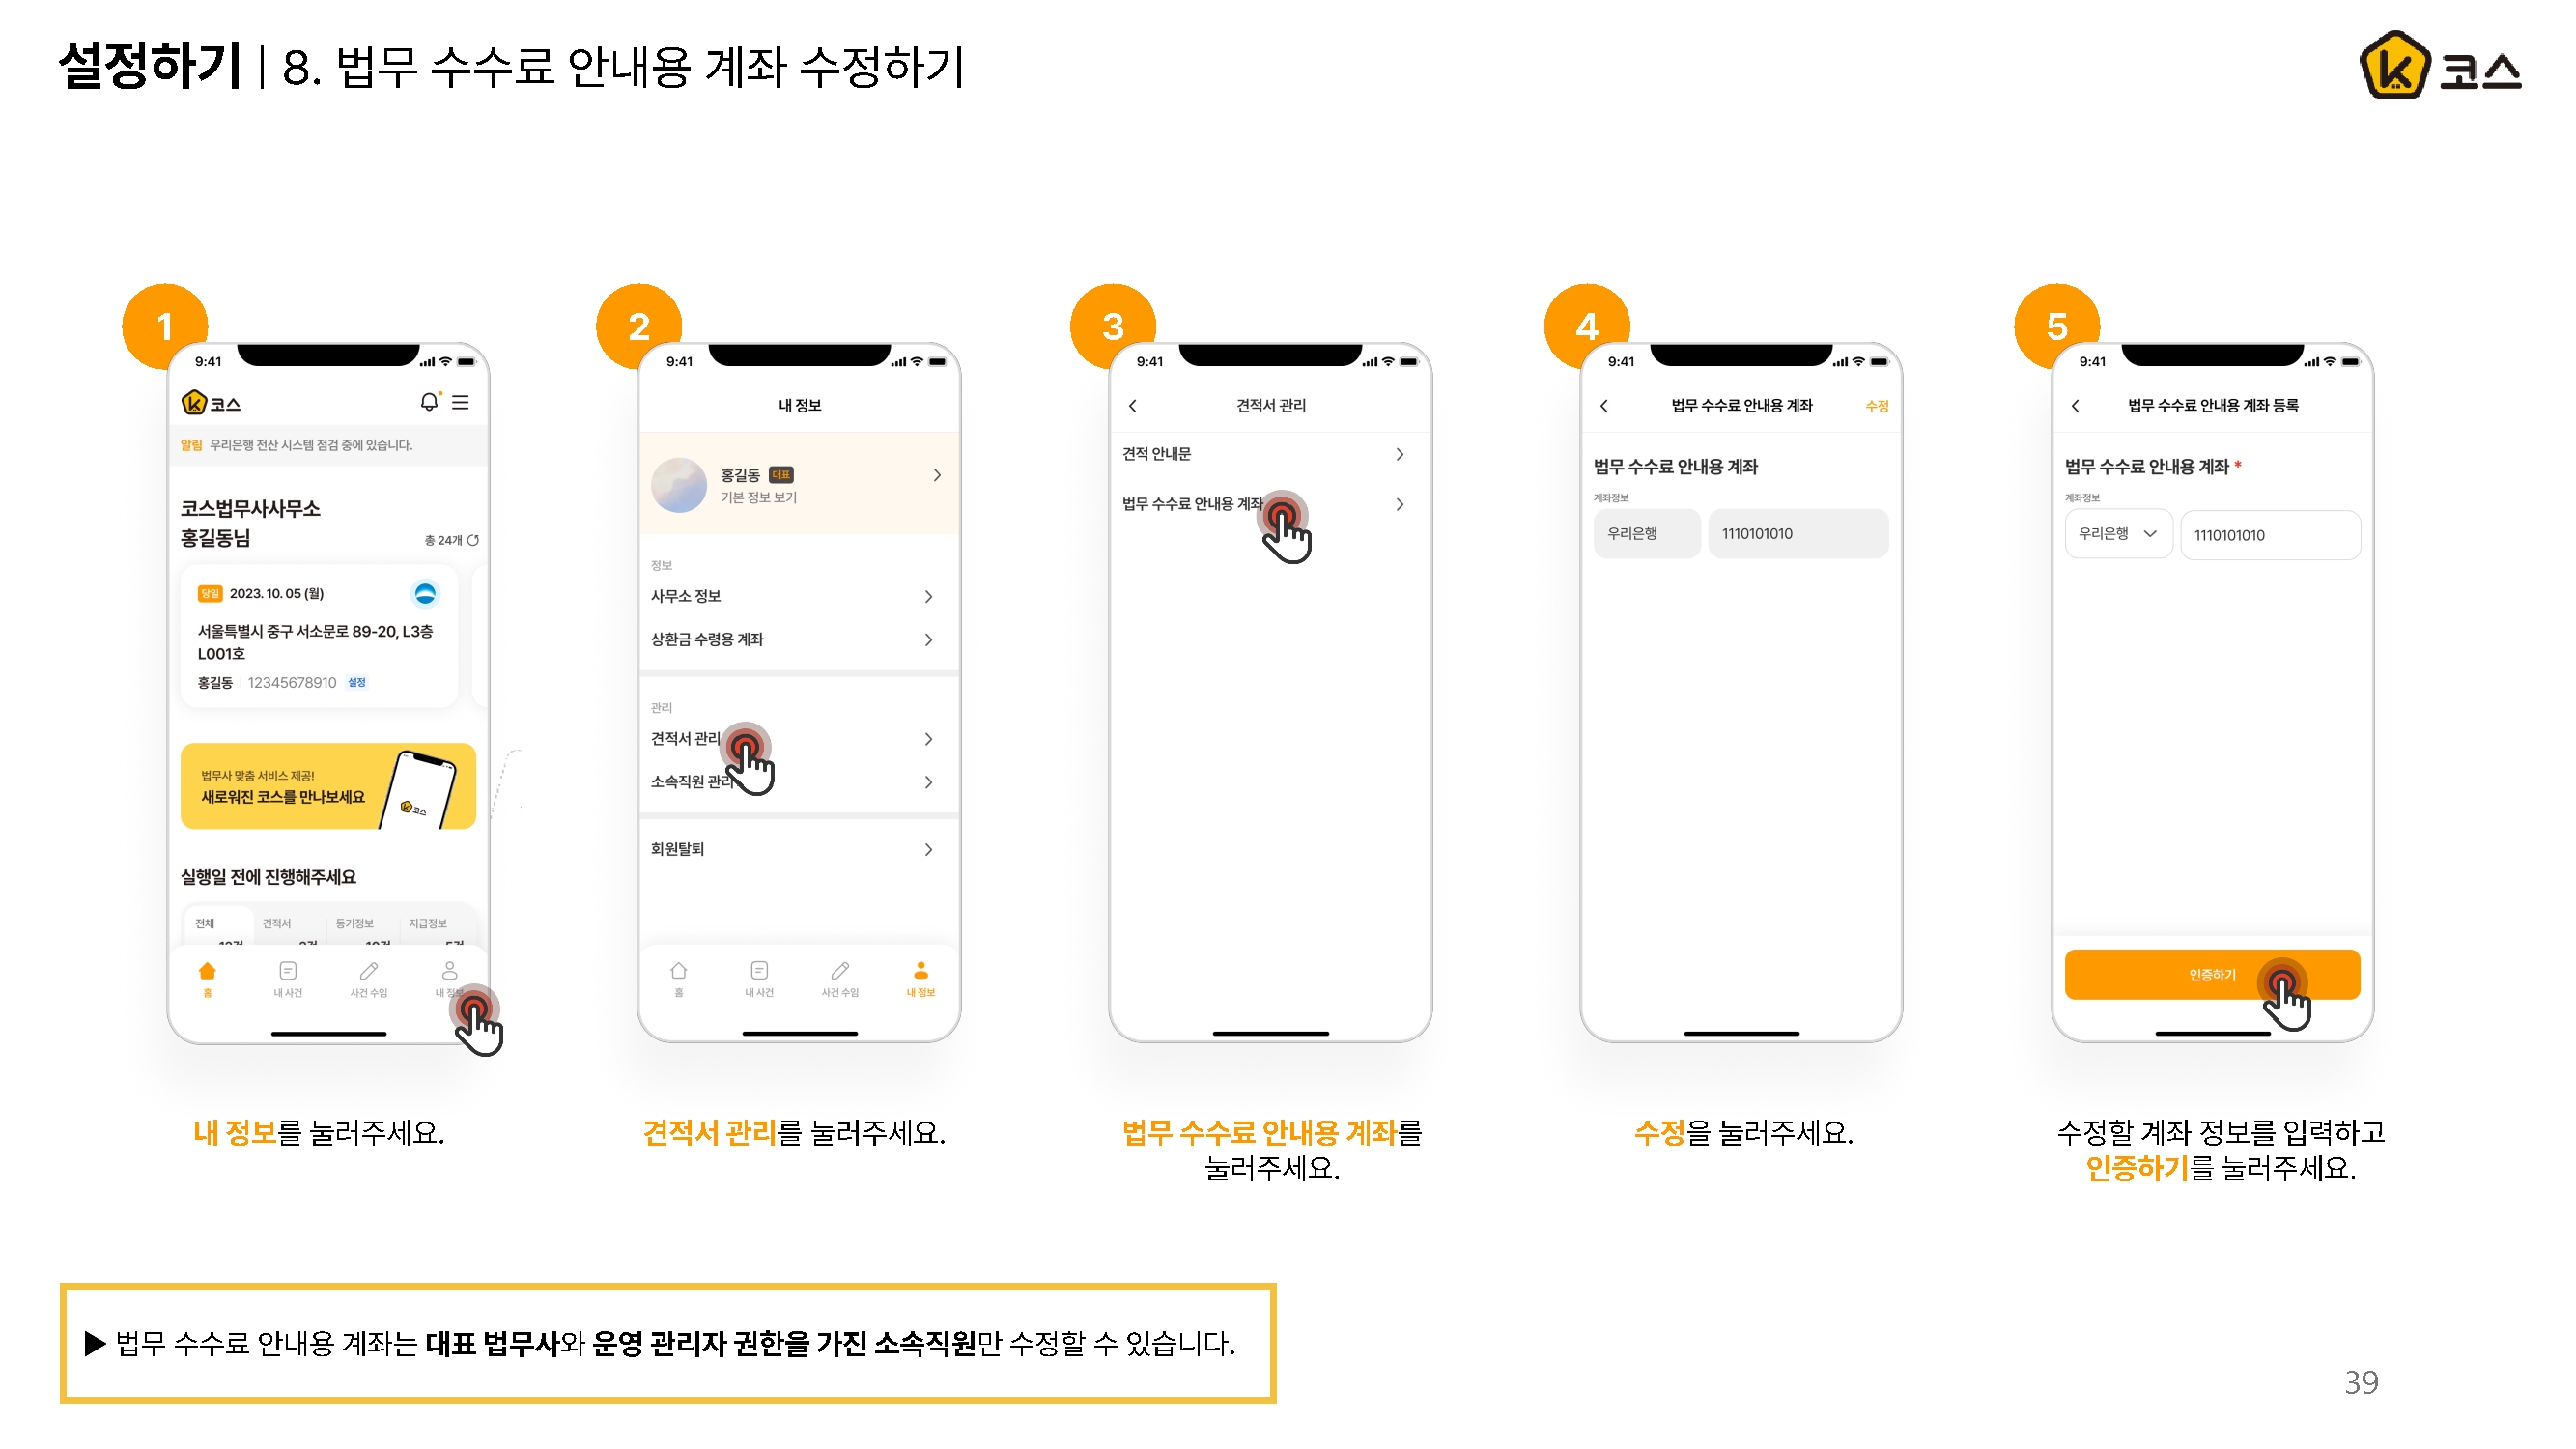 설정하기 | 8. 법무 수수료 안내용 계좌 수정하기
코스
1
9:41
코스
알림 우리은행 전산 시스템 점검 중에 있습니다.
코스법무사사무소
홍길동님
총 24개
당일 2023. 10. 05 (월)
서울특별시 중구 서소문로 89-20, L3층
L001호
홍길동 | 12345678910 설정
법무사 맞춤 서비스 제공!
새로워진 코스를 만나보세요
코스
실행일 전에 진행해주세요
전체 견적서 등기정보 지급정보
홈 내 사건 사건 수임 내 정보
내 정보를 눌러주세요.
2
9:41
내 정보
홍길동 대표
기본 정보 보기
정보
사무소 정보
상환금 수령용 계좌
관리
견적서 관리
소속직원 관리
회원탈퇴
홈 내 사건 사건 수임 내 정보
견적서 관리를 눌러주세요.
3
9:41
견적서 관리
견적 안내문
법무 수수료 안내용 계좌
법무 수수료 안내용 계좌를
눌러주세요.
4
9:41
법무 수수료 안내용 계좌 수정
법무 수수료 안내용 계좌
계좌정보
우리은행 1110101010
수정을 눌러주세요.
5
9:41
법무 수수료 안내용 계좌 등록
법무 수수료 안내용 계좌 *
계좌정보
우리은행 1110101010
인증하기
수정할 계좌 정보를 입력하고
인증하기를 눌러주세요.
▶ 법무 수수료 안내용 계좌는 대표 법무사와 운영 관리자 권한을 가진 소속직원만 수정할 수 있습니다.
39